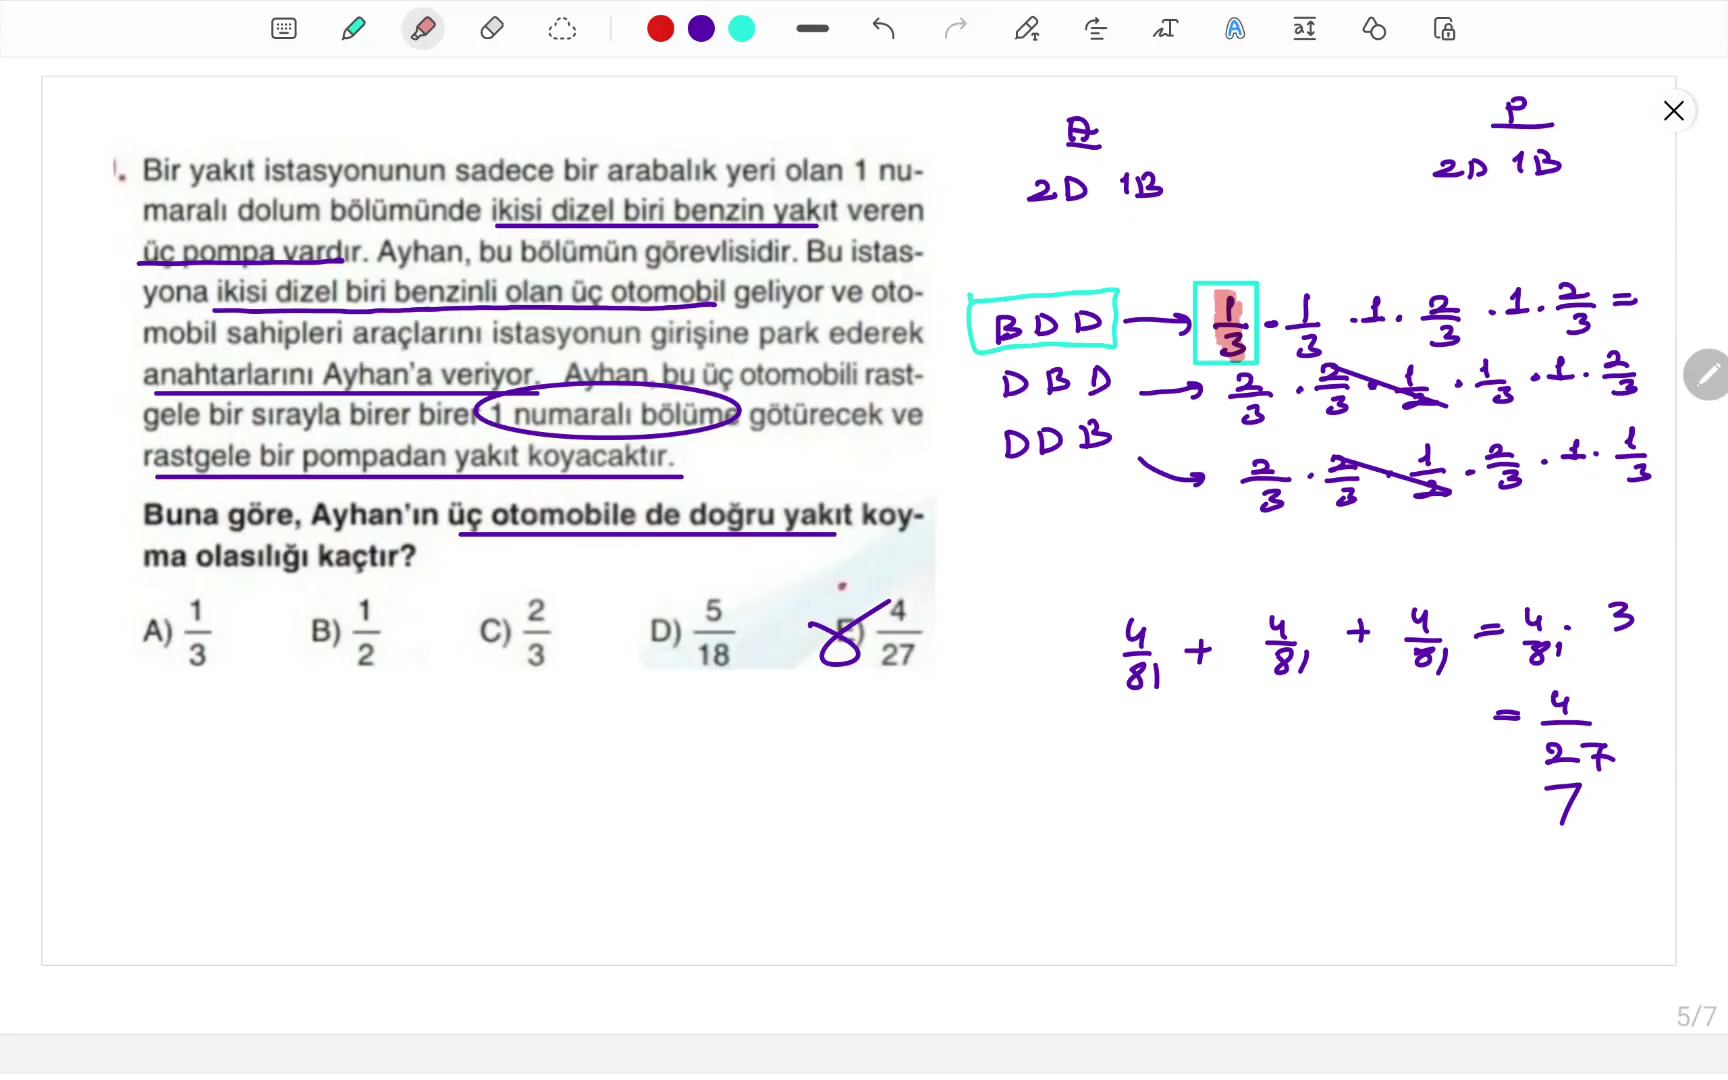 1. Bir yakıt istasyonunun sadece bir arabalık yeri olan 1 nu-
maralı dolum bölümünde ikisi dizel biri benzin yakıt veren
üç pompa vardır. Ayhan, bu bölümün görevlisidir. Bu istas-
yona ikisi dizel biri benzinli olan üç otomobil geliyor ve oto-
mobil sahipleri araçlarını istasyonun girişine park ederek
anahtarlarını Ayhan'a veriyor. Ayhan, bu üç otomobili rast-
gele bir sırayla birer birer 1 numaralı bölüme götürecek ve
rastgele bir pompadan yakıt koyacaktır.
Buna göre, Ayhan'ın üç otomobile de doğru yakıt koy-
ma olasılığı kaçtır?
A) 1/3 B) 1/2 C) 2/3 D) 5/18 E) 4/27
A
2D 1B
P
2D 1B
BDD → 1/3 · 1/3 · 1 · 2/3 · 1 · 2/3 =
DBD → 2/3 · 2/3 · 1/2 · 1/3 · 1 · 2/3
DDB → 2/3 · 2/3 · 1/2 · 2/3 · 1 · 1/3
4/81 + 4/81 + 4/81 = 4/81 · 3
= 4/27
5/7